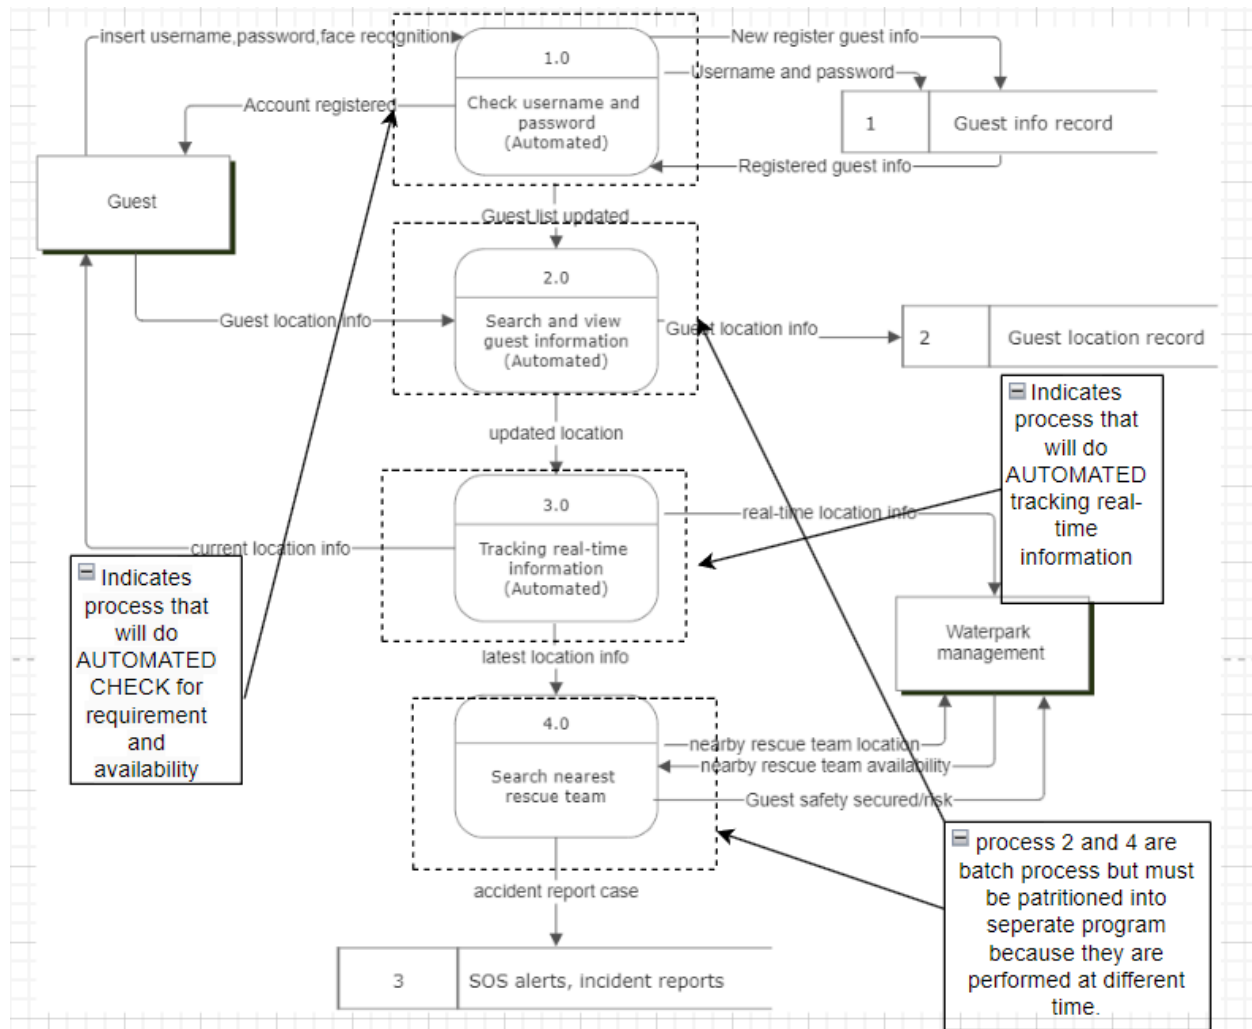 insert username,password,face recognition
New register guest info
1.0
Username and password
Check username and
password
(Automated)
Account registered
1
Guest info record
Registered guest info
Guest
Guest list updated
2.0
Guest location info
Search and view
guest information
(Automated)
Guest location info
2
Guest location record
updated location
Indicates
process that
will do
AUTOMATED
tracking real-
time
information
3.0
real-time location info
current location info
Tracking real-time
information
(Automated)
Indicates
process that
will do
AUTOMATED
CHECK for
requirement
and
availability
latest location info
Waterpark
management
4.0
nearby rescue team location
nearby rescue team availability
Search nearest
rescue team
Guest safety secured/risk
process 2 and 4 are
batch process but must
be patritioned into
seperate program
because they are
performed at different
time.
accident report case
3
SOS alerts, incident reports